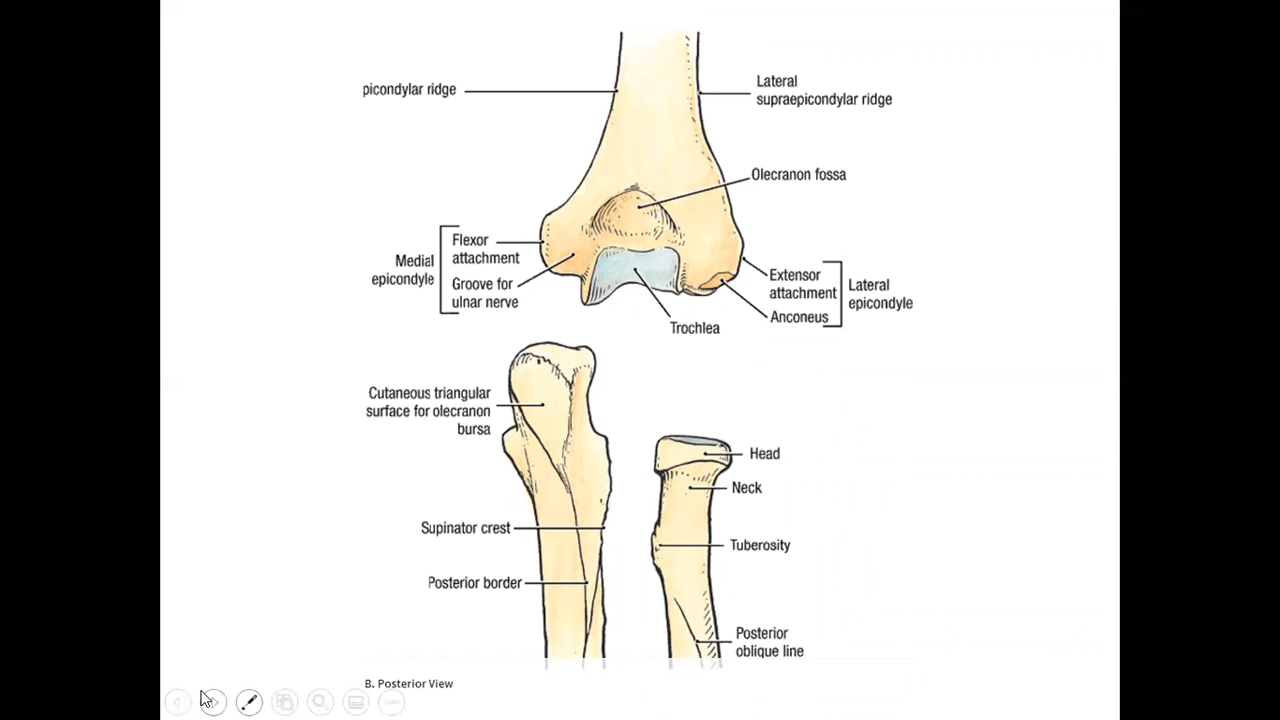 picondylar ridge
Lateral
supraepicondylar ridge
Olecranon fossa
Medial
epicondyle
Flexor
attachment
Groove for
ulnar nerve
Extensor
attachment
Anconeus
Lateral
epicondyle
Trochlea
Cutaneous triangular
surface for olecranon
bursa
Head
Neck
Supinator crest
Tuberosity
Posterior border
Posterior
oblique line
B. Posterior View